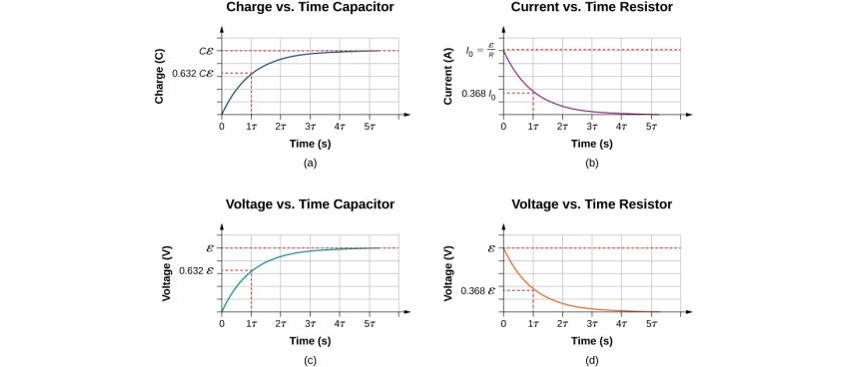 Charge vs. Time Capacitor
Charge (C)
Cℰ
0.632 Cℰ
0 1τ 2τ 3τ 4τ 5τ
Time (s)
(a)
Current vs. Time Resistor
Current (A)
I₀ = ℰ/R
0.368 I₀
0 1τ 2τ 3τ 4τ 5τ
Time (s)
(b)
Voltage vs. Time Capacitor
Voltage (V)
ℰ
0.632 ℰ
0 1τ 2τ 3τ 4τ 5τ
Time (s)
(c)
Voltage vs. Time Resistor
Voltage (V)
ℰ
0.368 ℰ
0 1τ 2τ 3τ 4τ 5τ
Time (s)
(d)